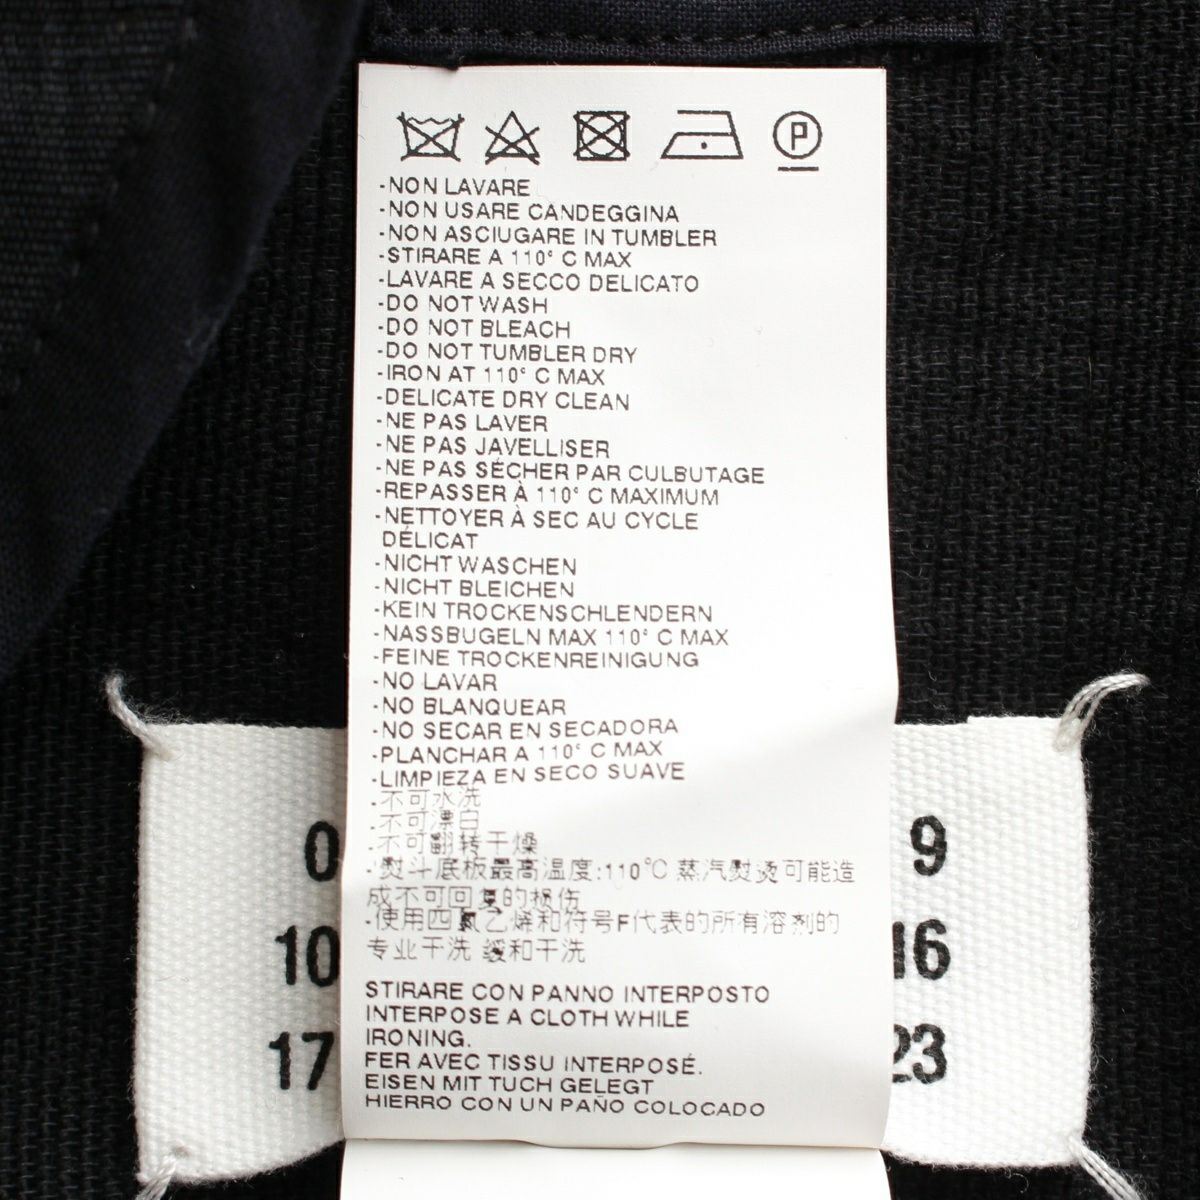 P
-NON LAVARE
-NON USARE CANDEGGINA
-NON ASCIUGARE IN TUMBLER
-STIRARE A 110° C MAX
-LAVARE A SECCO DELICATO
-DO NOT WASH
-DO NOT BLEACH
-DO NOT TUMBLER DRY
-IRON AT 110° C MAX
-DELICATE DRY CLEAN
-NE PAS LAVER
-NE PAS JAVELLISER
-NE PAS SÉCHER PAR CULBUTAGE
-REPASSER À 110° C MAXIMUM
-NETTOYER À SEC AU CYCLE
DÉLICAT
-NICHT WASCHEN
-NICHT BLEICHEN
-KEIN TROCKENSCHLENDERN
-NASSBUGELN MAX 110° C MAX
-FEINE TROCKENREINIGUNG
-NO LAVAR
-NO BLANQUEAR
-NO SECAR EN SECADORA
-PLANCHAR A 110° C MAX
-LIMPIEZA EN SECO SUAVE
-不可水洗
-不可漂白
-不可翻转干燥
-熨斗底板最高温度:110℃ 蒸汽熨烫可能造
成不可回复的损伤
-使用四氯乙烯和符号F代表的所有溶剂的
专业干洗 缓和干洗
STIRARE CON PANNO INTERPOSTO
INTERPOSE A CLOTH WHILE
IRONING.
FER AVEC TISSU INTERPOSÉ.
EISEN MIT TUCH GELEGT
HIERRO CON UN PAÑO COLOCADO
0 9
10 16
17 23